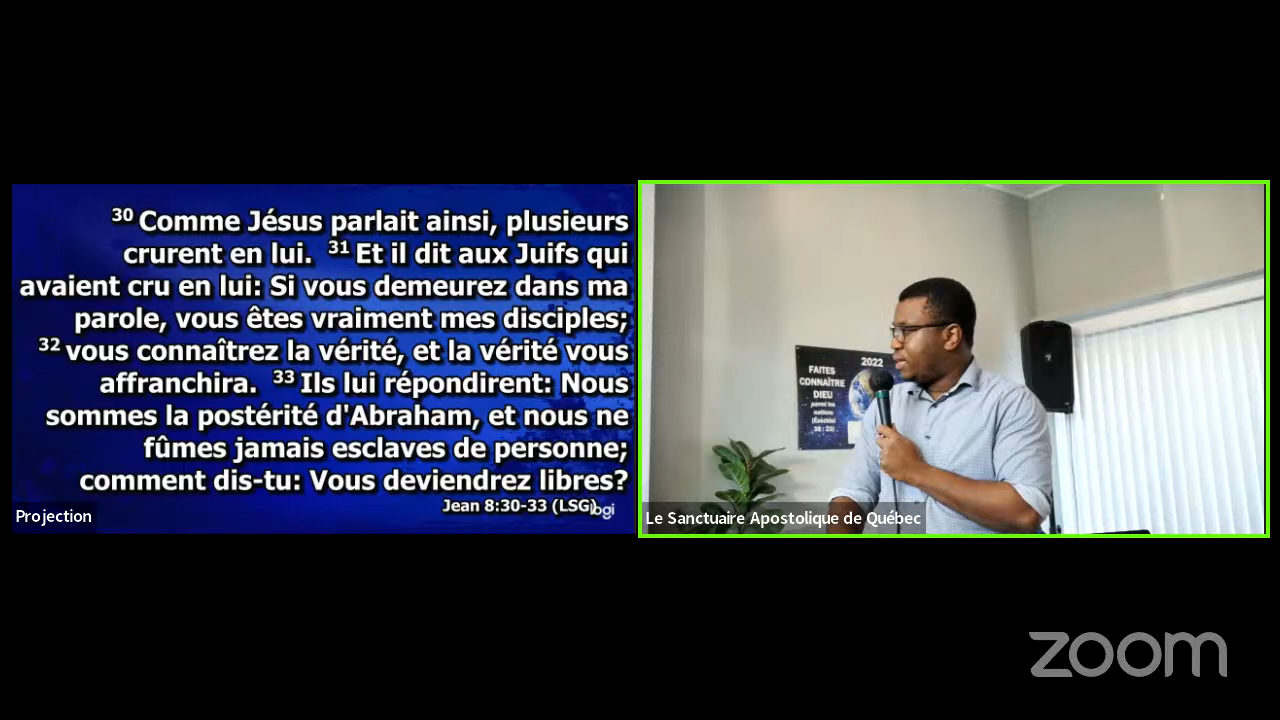 30 Comme Jésus parlait ainsi, plusieurs
crurent en lui. 31 Et il dit aux Juifs qui
avaient cru en lui: Si vous demeurez dans ma
parole, vous êtes vraiment mes disciples;
32 vous connaîtrez la vérité, et la vérité vous
affranchira. 33 Ils lui répondirent: Nous
sommes la postérité d'Abraham, et nous ne
fûmes jamais esclaves de personne;
comment dis-tu: Vous deviendrez libres?
Jean 8:30-33 (LSG)
Projection
2022
FAITES
CONNAÎTRE
DIEU
parmi les
nations
(Ézéchiel
Le Sanctuaire Apostolique de Québec
zoom